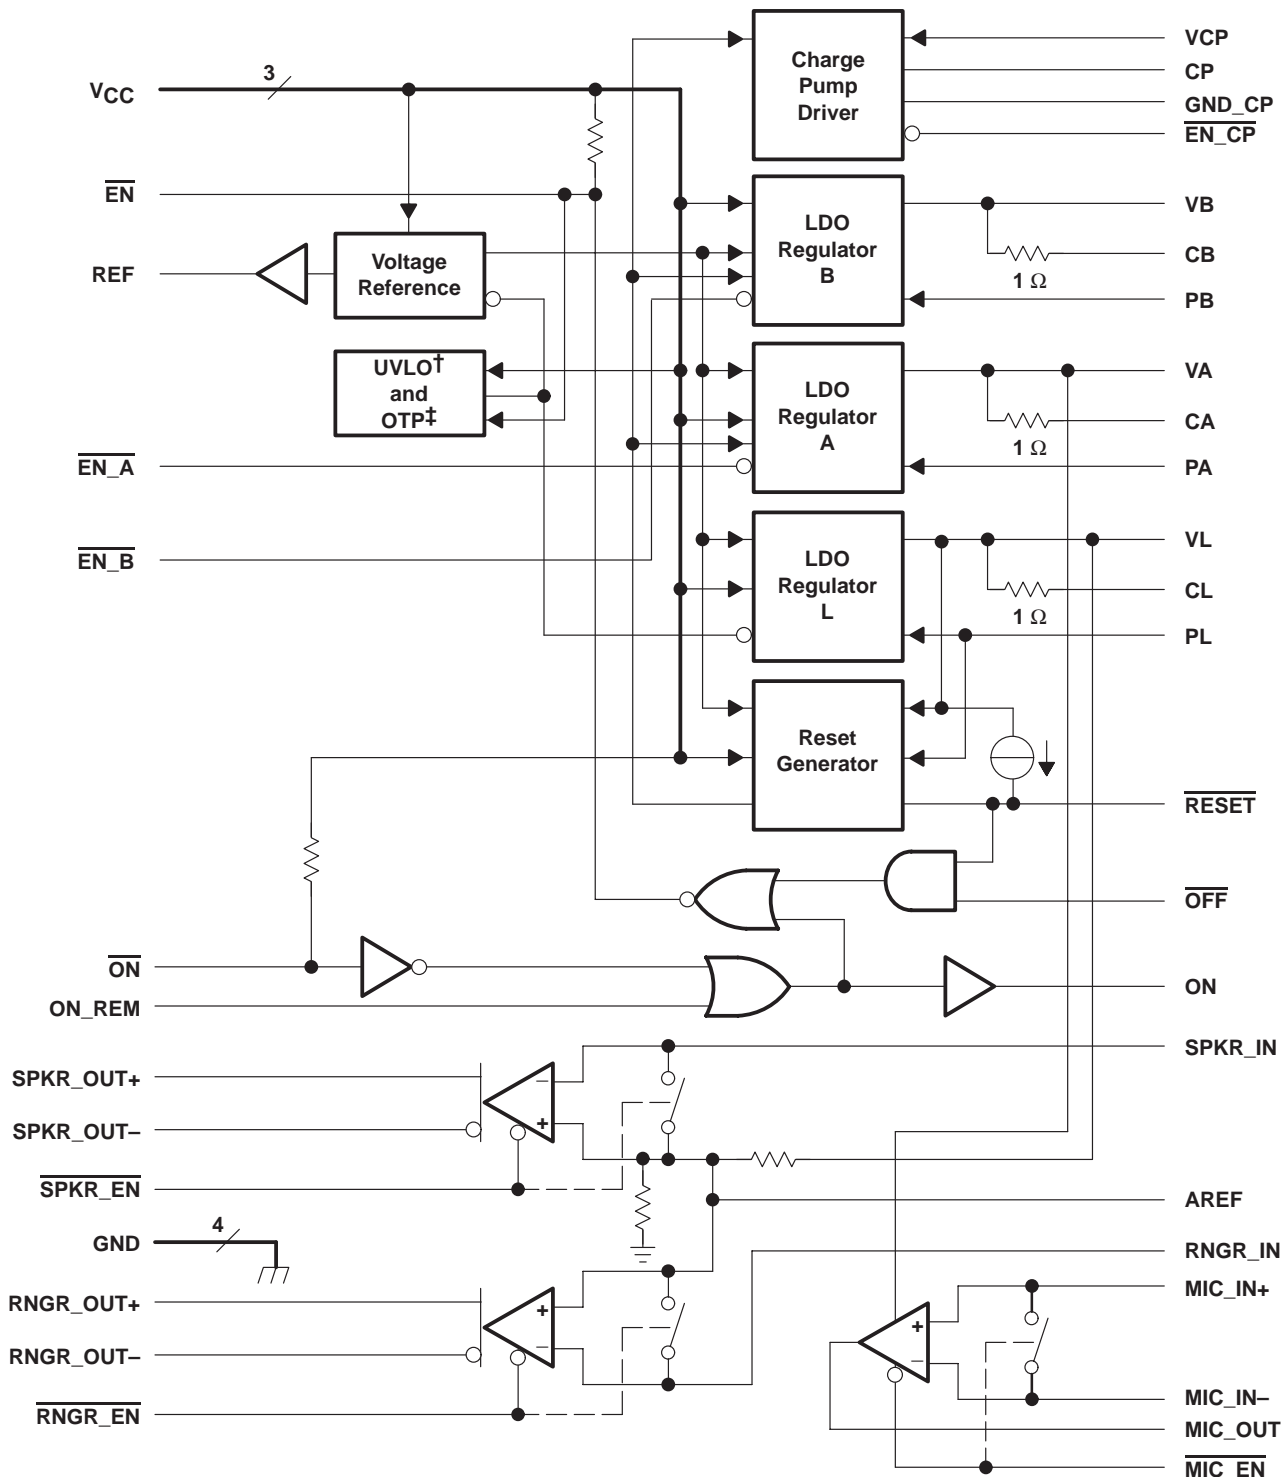 VCC
3
EN
REF
Voltage
Reference
UVLO†
and
OTP‡
EN_A
EN_B
Charge
Pump
Driver
VCP
CP
GND_CP
EN_CP
LDO
Regulator
B
VB
CB
1 Ω
PB
LDO
Regulator
A
VA
CA
1 Ω
PA
LDO
Regulator
L
VL
CL
1 Ω
PL
Reset
Generator
RESET
OFF
ON
ON_REM
ON
SPKR_IN
SPKR_OUT+
SPKR_OUT–
SPKR_EN
–
+
AREF
GND
4
RNGR_IN
RNGR_OUT+
RNGR_OUT–
RNGR_EN
+
–
MIC_IN+
+
–
MIC_IN–
MIC_OUT
MIC_EN